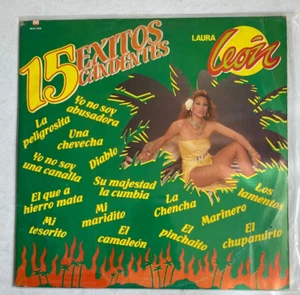 15 EXITOS
CANDENTES
LAURA
León
La
peligrosita
Yo no soy
abusadora
Una
chevecha
Yo no soy
una canalla
Diablo
El que a
hierro mata
Su majestad
la cumbia
Mi
tesorito
Mi
maridito
El
camaleón
La
Chencha
El
pinchaito
Marinero
Los
lamentos
El
chupamirto